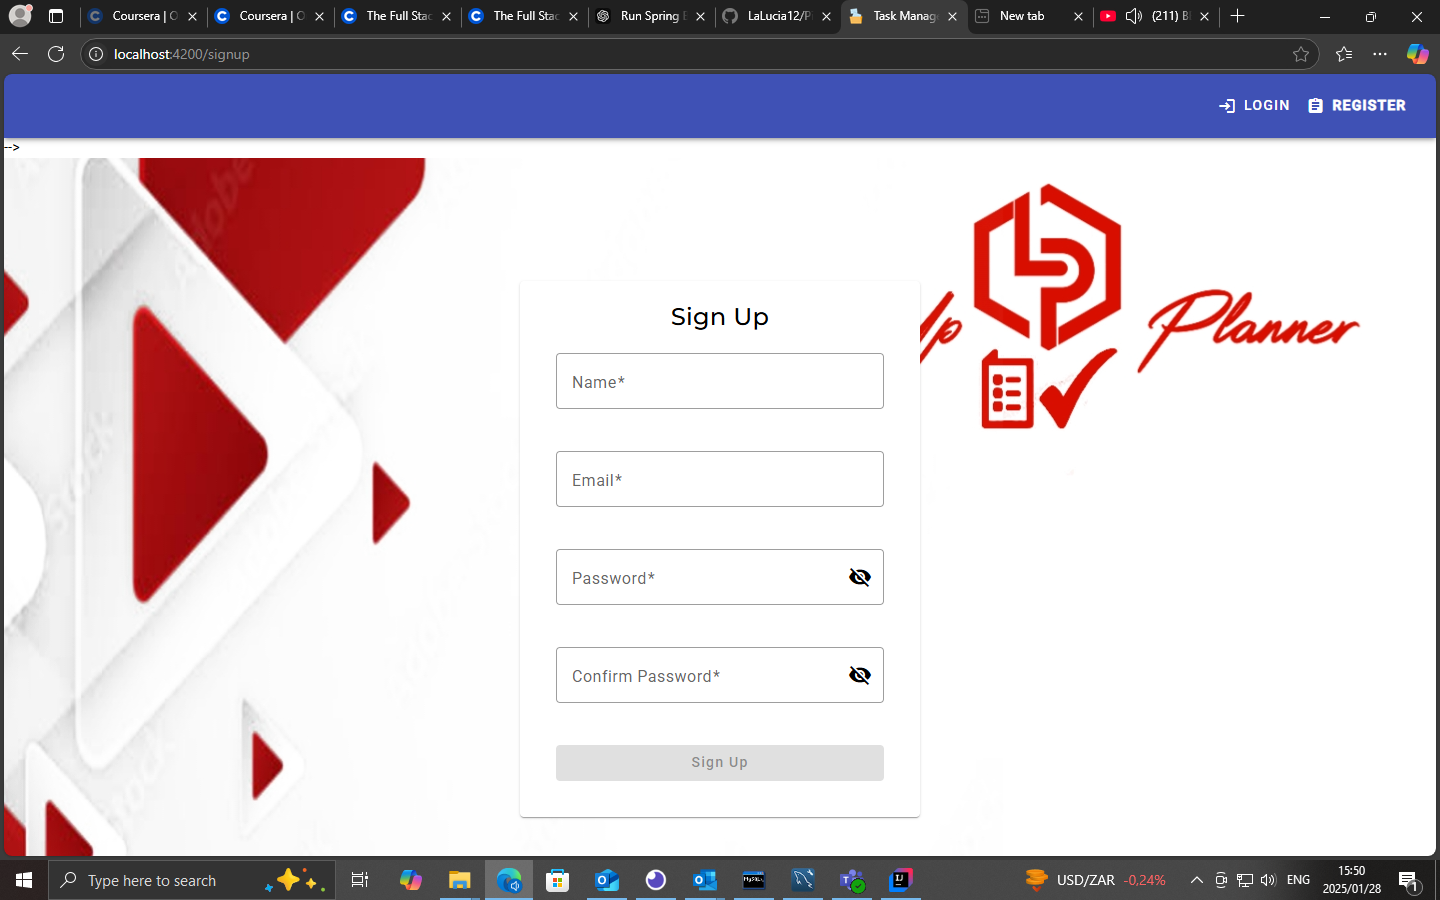 Coursera | O
Coursera | O
The Full Stac
The Full Stac
Run Spring B
LaLucia12/P
Task Manag
New tab
(211) B
localhost:4200/signup
LOGIN
REGISTER
-->
Up
Planner
Sign Up
Name*
Email*
Password*
Confirm Password*
Sign Up
Type here to search
USD/ZAR -0,24%
ENG
15:50
2025/01/28
1